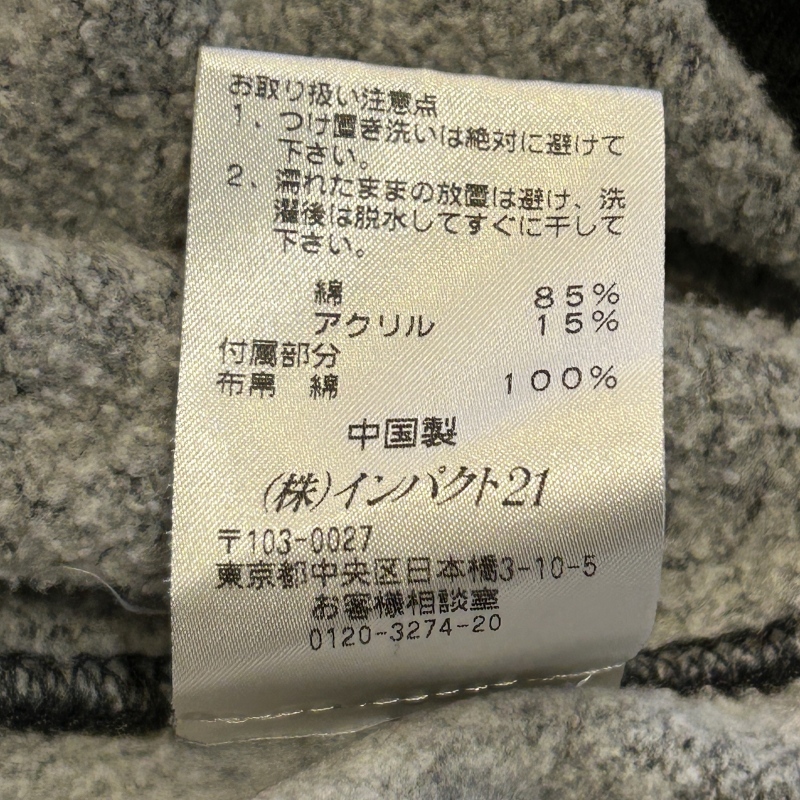 お取り扱い注意点
1、つけ置き洗いは絶対に避けて
下さい。
2、濡れたままの放置は避け、洗
濯後は脱水してすぐに干して
下さい。
綿 85%
アクリル 15%
付属部分
布帛 綿 100%
中国製
(株)インパクト21
〒103-0027
東京都中央区日本橋3-10-5
お客様相談室
0120-3274-20